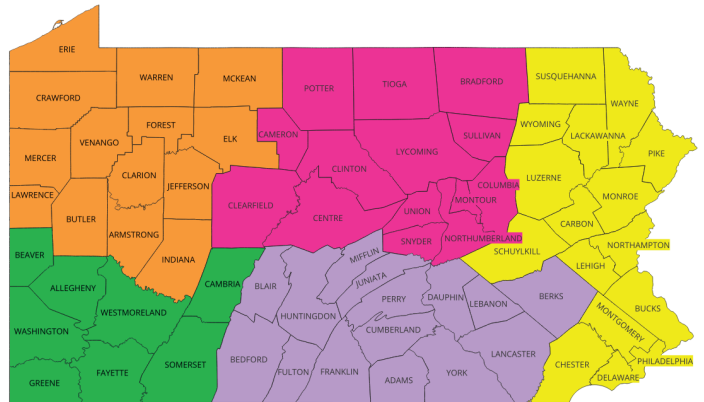 ERIE
CRAWFORD
WARREN
MCKEAN
POTTER
TIOGA
BRADFORD
SUSQUEHANNA
WAYNE
FOREST
ELK
CAMERON
VENANGO
MERCER
CLARION
JEFFERSON
LAWRENCE
BUTLER
ARMSTRONG
INDIANA
CLINTON
LYCOMING
SULLIVAN
WYOMING
LACKAWANNA
PIKE
LUZERNE
COLUMBIA
MONTOUR
MONROE
CLEARFIELD
CENTRE
UNION
SNYDER
NORTHUMBERLAND
CARBON
SCHUYLKILL
NORTHAMPTON
LEHIGH
BEAVER
ALLEGHENY
WESTMORELAND
CAMBRIA
WASHINGTON
GREENE
FAYETTE
SOMERSET
BLAIR
MIFFLIN
JUNIATA
HUNTINGDON
PERRY
DAUPHIN
LEBANON
BERKS
CUMBERLAND
BEDFORD
FULTON
FRANKLIN
ADAMS
YORK
LANCASTER
BUCKS
MONTGOMERY
PHILADELPHIA
CHESTER
DELAWARE